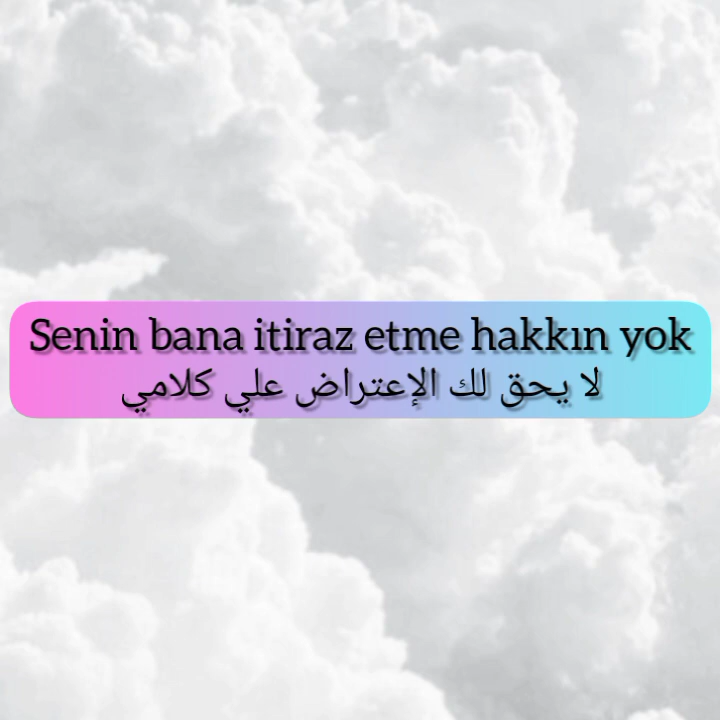 Senin bana itiraz etme hakkın yok
لا يحق لك الإعتراض علي كلامي